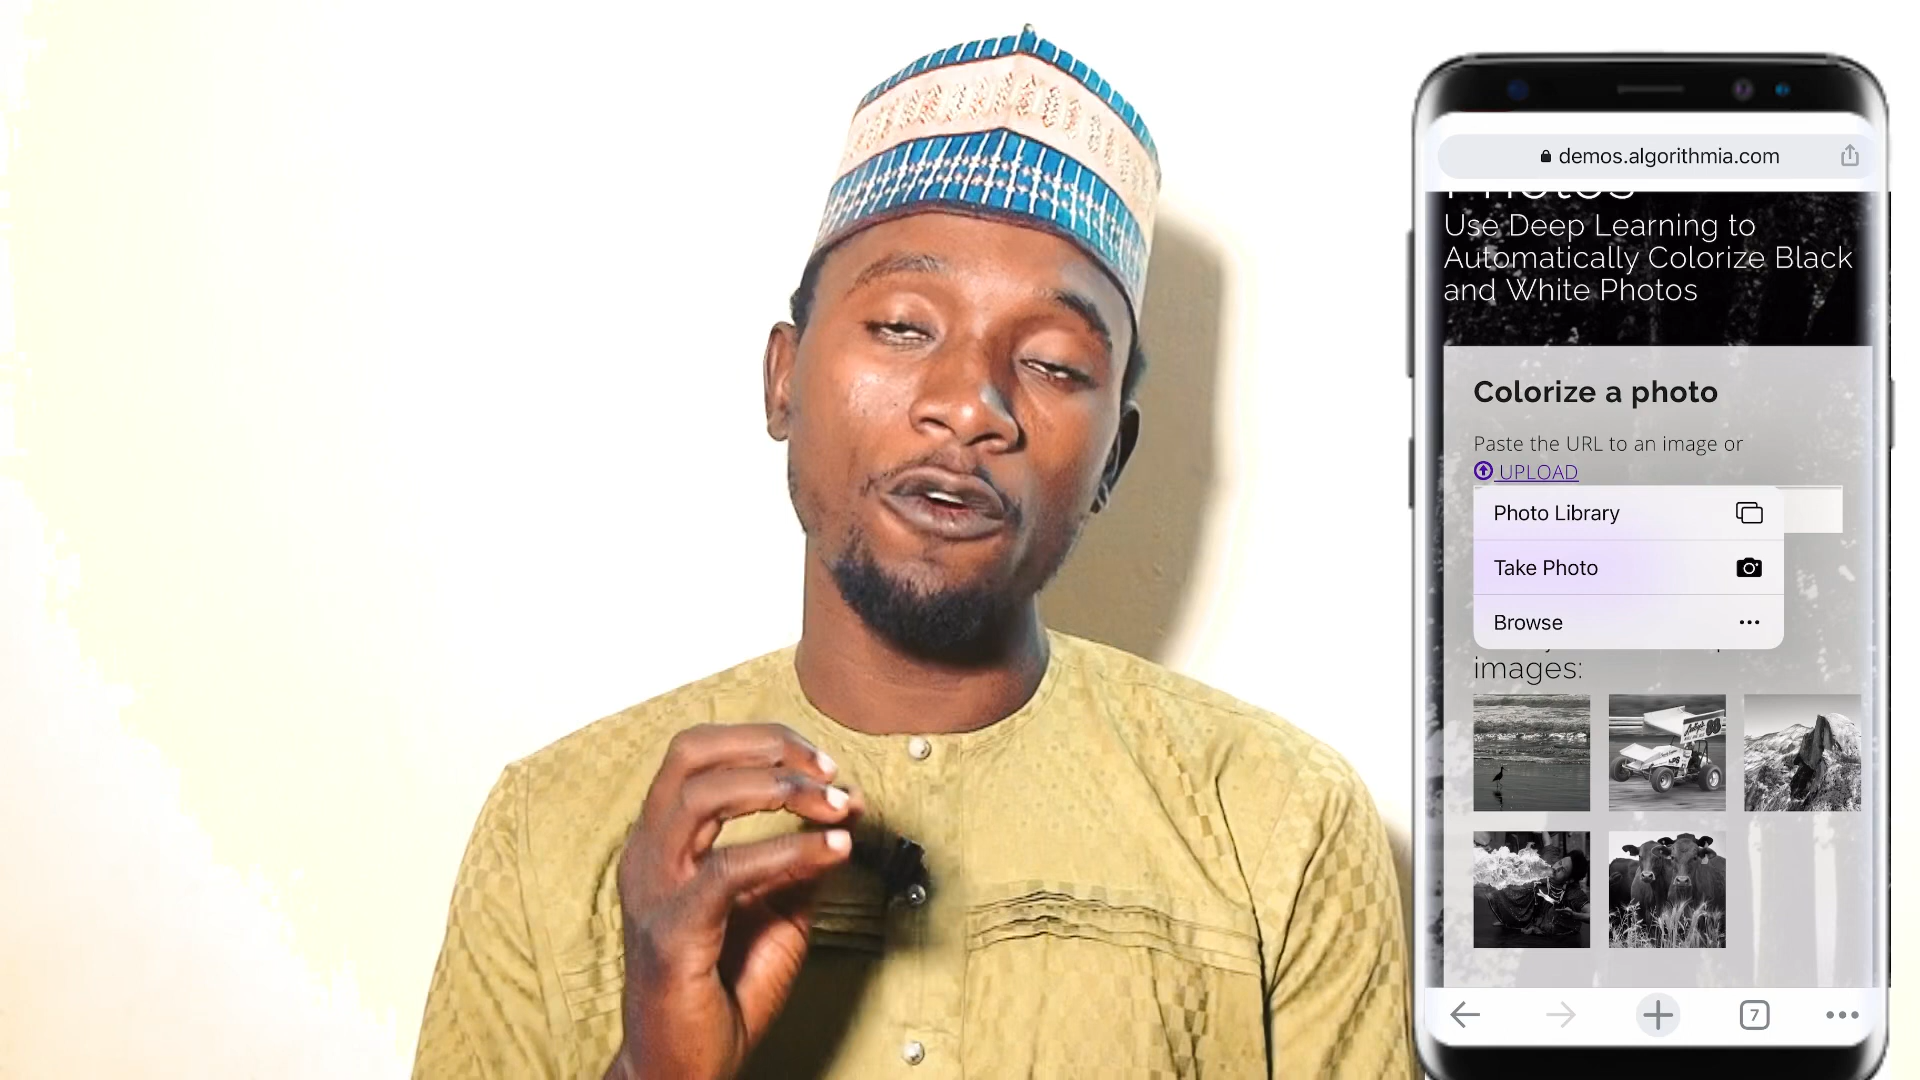 demos.algorithmia.com
Photos
Use Deep Learning to
Automatically Colorize Black
and White Photos
Colorize a photo
Paste the URL to an image or
UPLOAD
Photo Library
Take Photo
Browse
images:
7